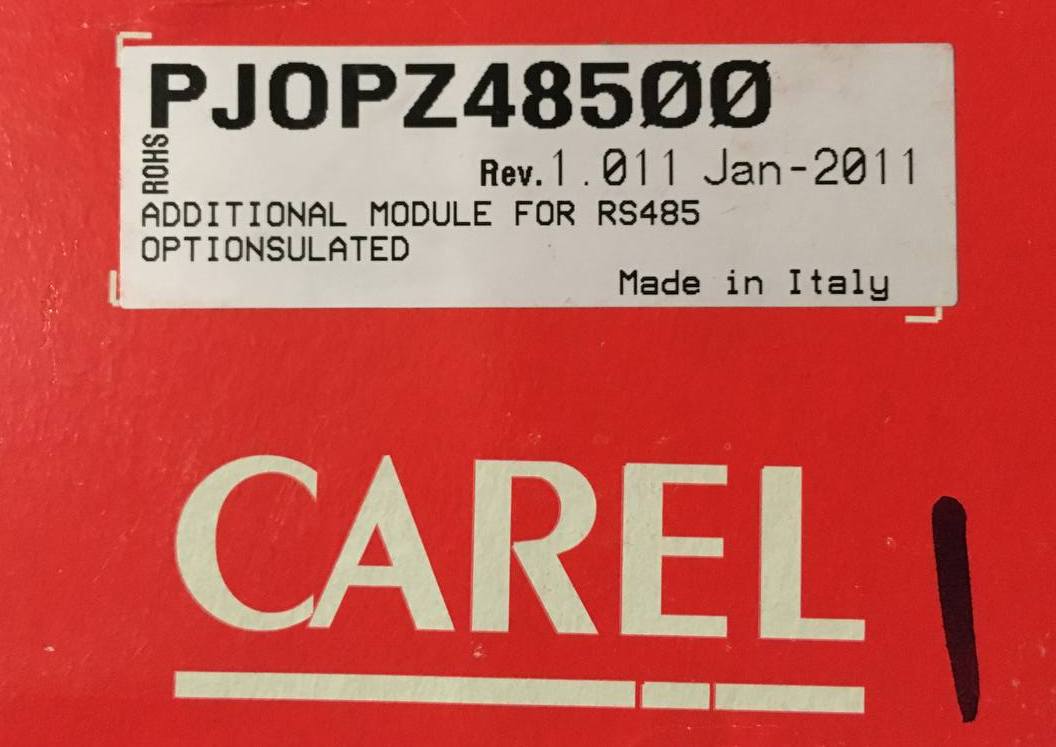 PJOPZ48500
ROHS
Rev.1.011 Jan-2011
ADDITIONAL MODULE FOR RS485
OPTIONSULATED
Made in Italy
CAREL